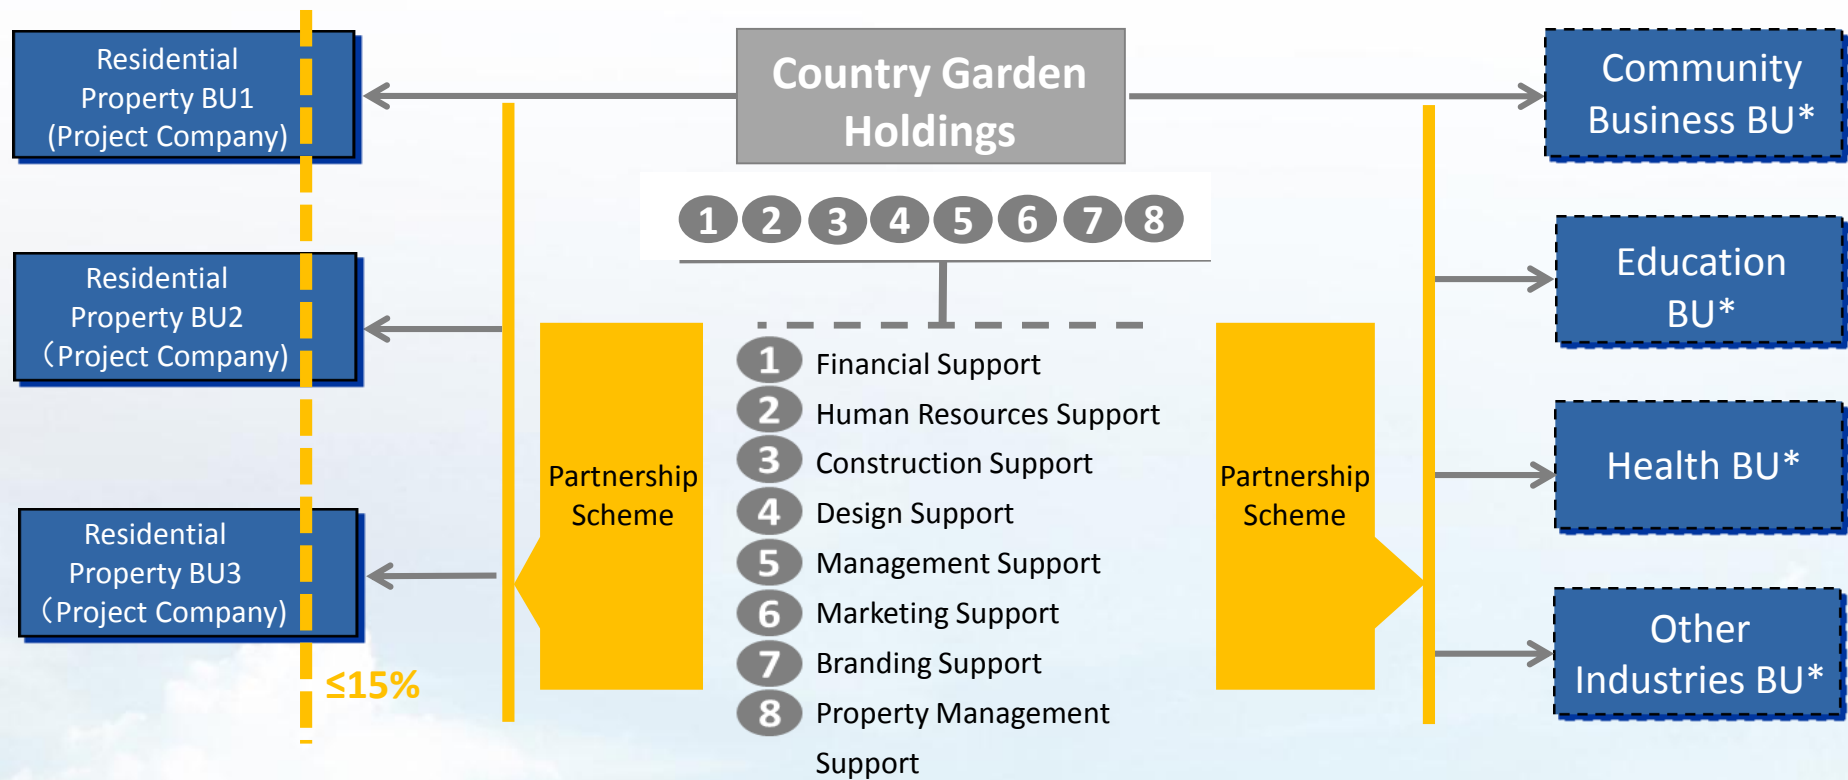 Residential
Property BU1
(Project Company)
Residential
Property BU2
（Project Company)
Residential
Property BU3
（Project Company)
≤15%
Partnership
Scheme
Country Garden
Holdings
1 2 3 4 5 6 7 8
1 Financial Support
2 Human Resources Support
3 Construction Support
4 Design Support
5 Management Support
6 Marketing Support
7 Branding Support
8 Property Management
Support
Partnership
Scheme
Community
Business BU*
Education
BU*
Health BU*
Other
Industries BU*